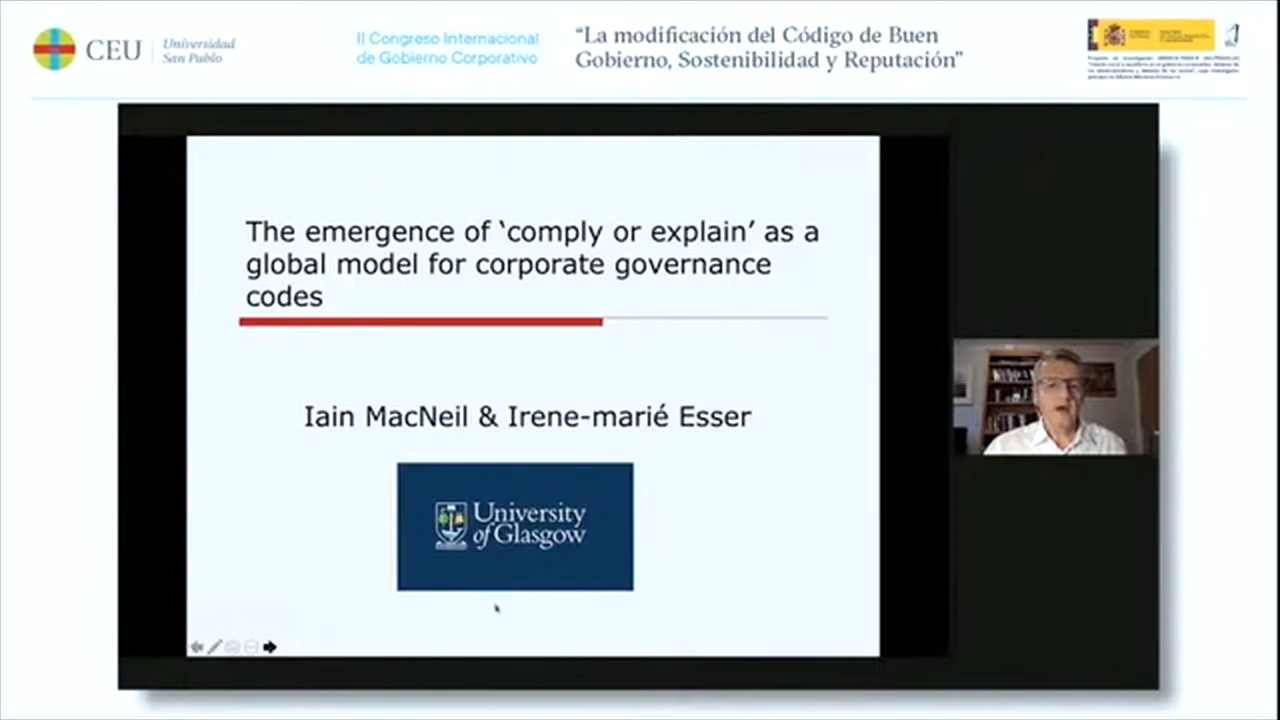 CEU
Universidad
San Pablo
II Congreso Internacional
de Gobierno Corporativo
“La modificación del Código de Buen
Gobierno, Sostenibilidad y Reputación”
The emergence of ‘comply or explain’ as a
global model for corporate governance
codes
Iain MacNeil & Irene-marié Esser
University
of Glasgow